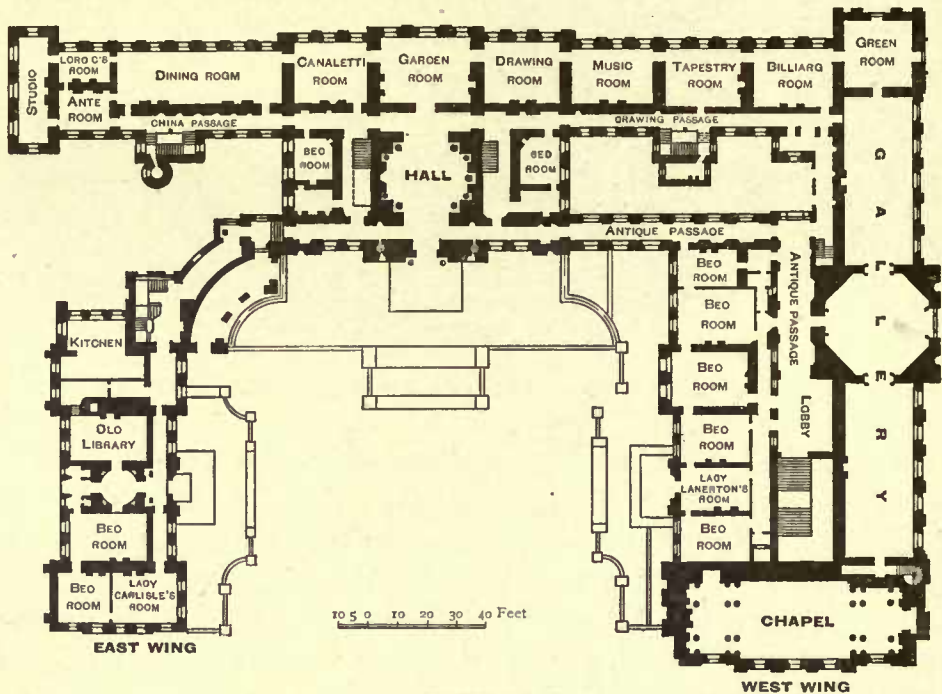 STUDIO
LORD C'S
ROOM
ANTE
ROOM
DINING ROOM
CANALETTI
ROOM
GARDEN
ROOM
DRAWING
ROOM
MUSIC
ROOM
TAPESTRY
ROOM
BILLIARD
ROOM
GREEN
ROOM
CHINA PASSAGE
DRAWING PASSAGE
BED
ROOM
HALL
BED
ROOM
GALLERY
ANTIQUE PASSAGE
ANTIQUE PASSAGE
LOBBY
BED
ROOM
BED
ROOM
BED
ROOM
BED
ROOM
LADY
LANERTON'S
ROOM
BED
ROOM
KITCHEN
OLD
LIBRARY
BED
ROOM
BED
ROOM
LADY
CARLISLE'S
ROOM
EAST WING
10 5 0 10 20 30 40 Feet
CHAPEL
WEST WING